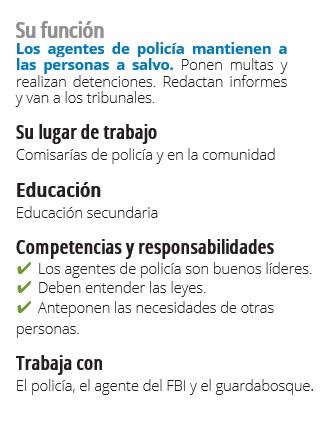 Su función
Los agentes de policía mantienen a
las personas a salvo. Ponen multas y
realizan detenciones. Redactan informes
y van a los tribunales.
Su lugar de trabajo
Comisarías de policía y en la comunidad
Educación
Educación secundaria
Competencias y responsabilidades
✔ Los agentes de policía son buenos líderes.
✔ Deben entender las leyes.
✔ Anteponen las necesidades de otras
personas.
Trabaja con
El policía, el agente del FBI y el guardabosque.